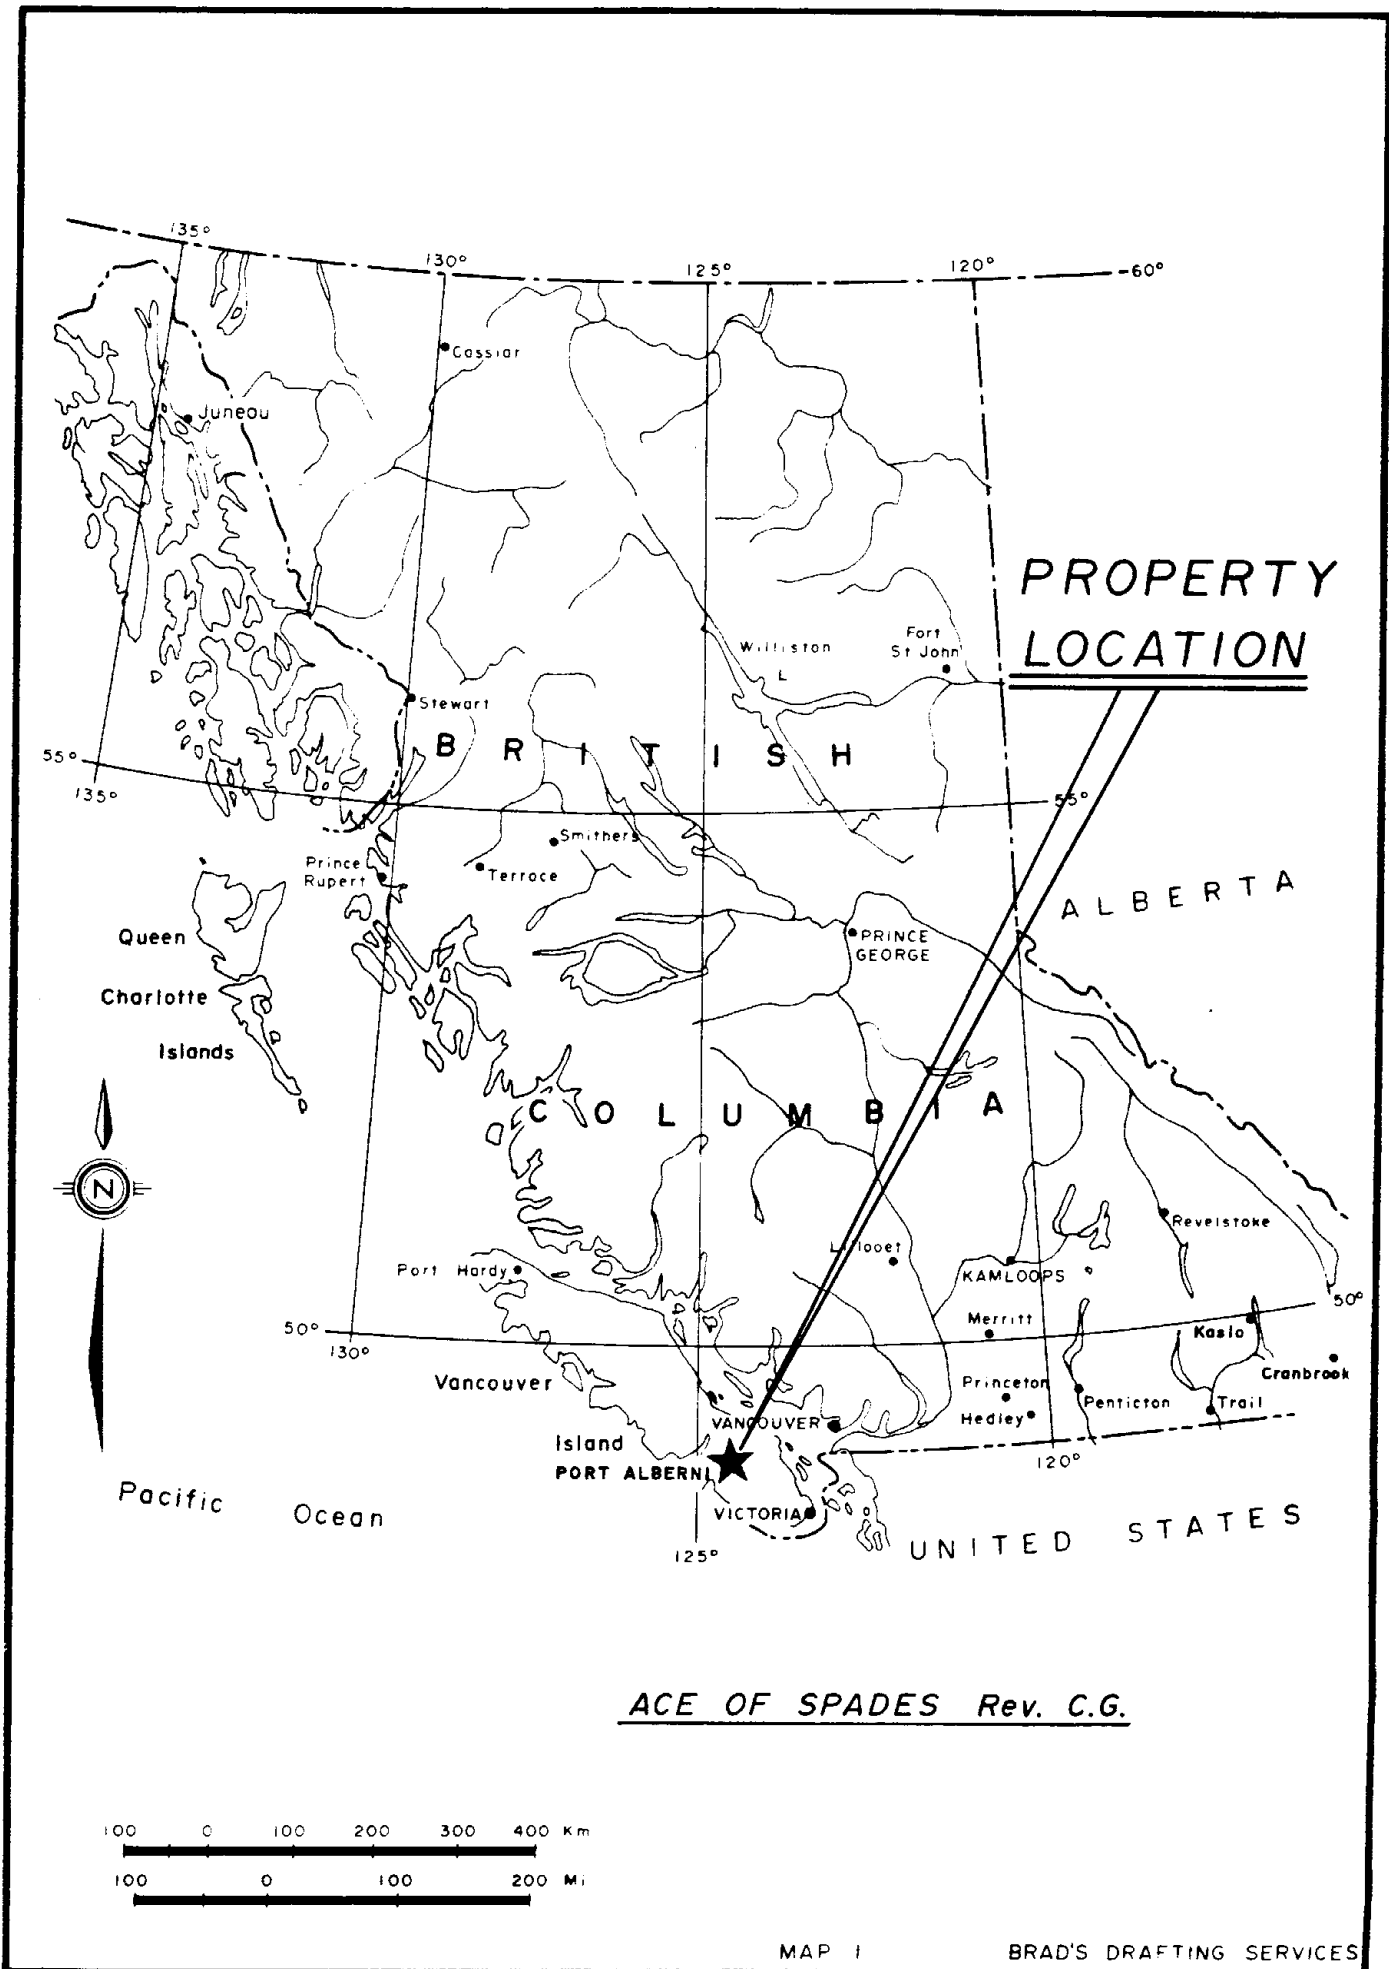 135°
130°
125°
120°
60°
Cassiar
Juneau
PROPERTY
LOCATION
Fort
St John
Williston
L
Stewart
BRITISH
55°
135°
55°
Smithers
Prince
Rupert
Terrace
ALBERTA
Queen
Charlotte
Islands
PRINCE
GEORGE
COLUMBIA
N
Revelstoke
Port Hardy
KAMLOOPS
50°
130°
Merritt
50°
Kaslo
Cranbrook
Vancouver
Island
Princeton
Hedley
Penticton
Trail
VANCOUVER
PORT ALBERNI
120°
VICTORIA
125°
Pacific Ocean
UNITED STATES
ACE OF SPADES Rev. C.G.
100 0 100 200 300 400 Km
100 0 100 200 Mi
MAP 1
BRAD'S DRAFTING SERVICES